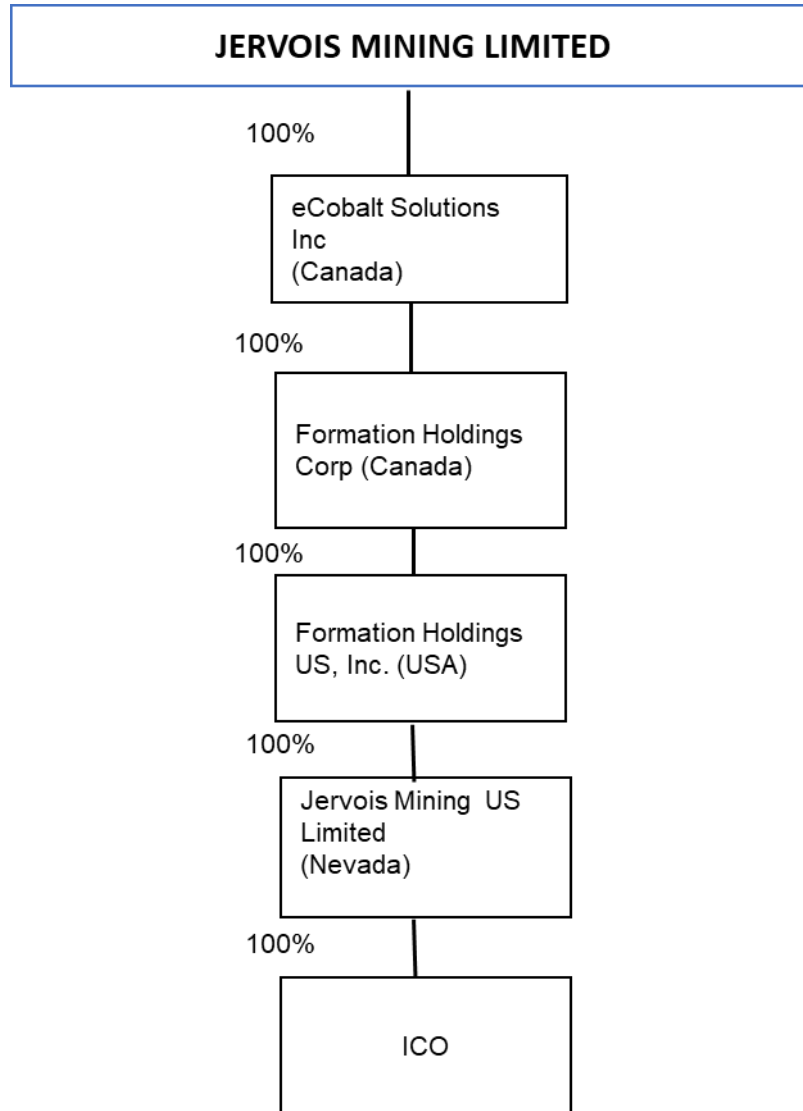 JERVOIS MINING LIMITED
100%
eCobalt Solutions
Inc
(Canada)
100%
Formation Holdings
Corp (Canada)
100%
Formation Holdings
US, Inc. (USA)
100%
Jervois Mining US
Limited
(Nevada)
100%
ICO